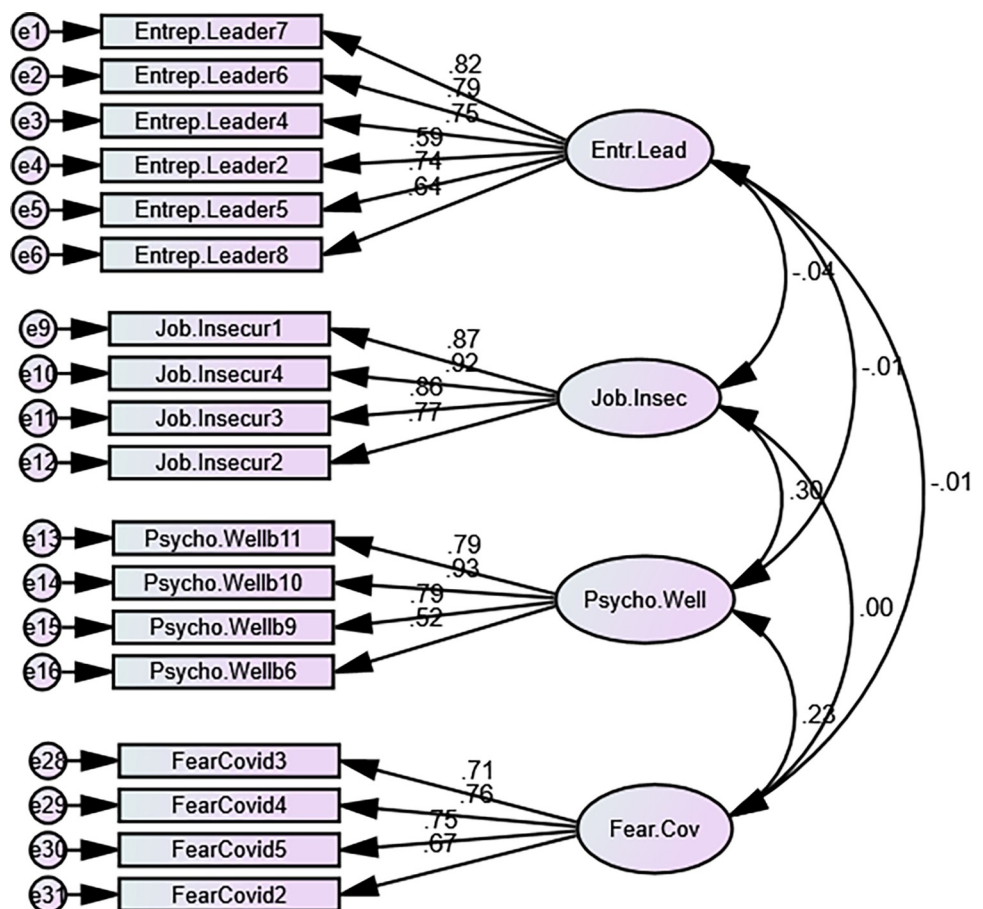 e1 Entrep.Leader7
.82
e2 Entrep.Leader6
.79
e3 Entrep.Leader4
.75
.59
e4 Entrep.Leader2
.74
e5 Entrep.Leader5
.64
e6 Entrep.Leader8
Entr.Lead
-.04
e9 Job.Insecur1
.87
e10 Job.Insecur4
.92
.86
e11 Job.Insecur3
.77
e12 Job.Insecur2
Job.Insec
-.01
-.01
.30
e13 Psycho.Wellb11
.79
e14 Psycho.Wellb10
.93
.79
e15 Psycho.Wellb9
.52
e16 Psycho.Wellb6
Psycho.Well
.00
.23
e28 FearCovid3
.71
e29 FearCovid4
.76
.75
e30 FearCovid5
.67
e31 FearCovid2
Fear.Cov